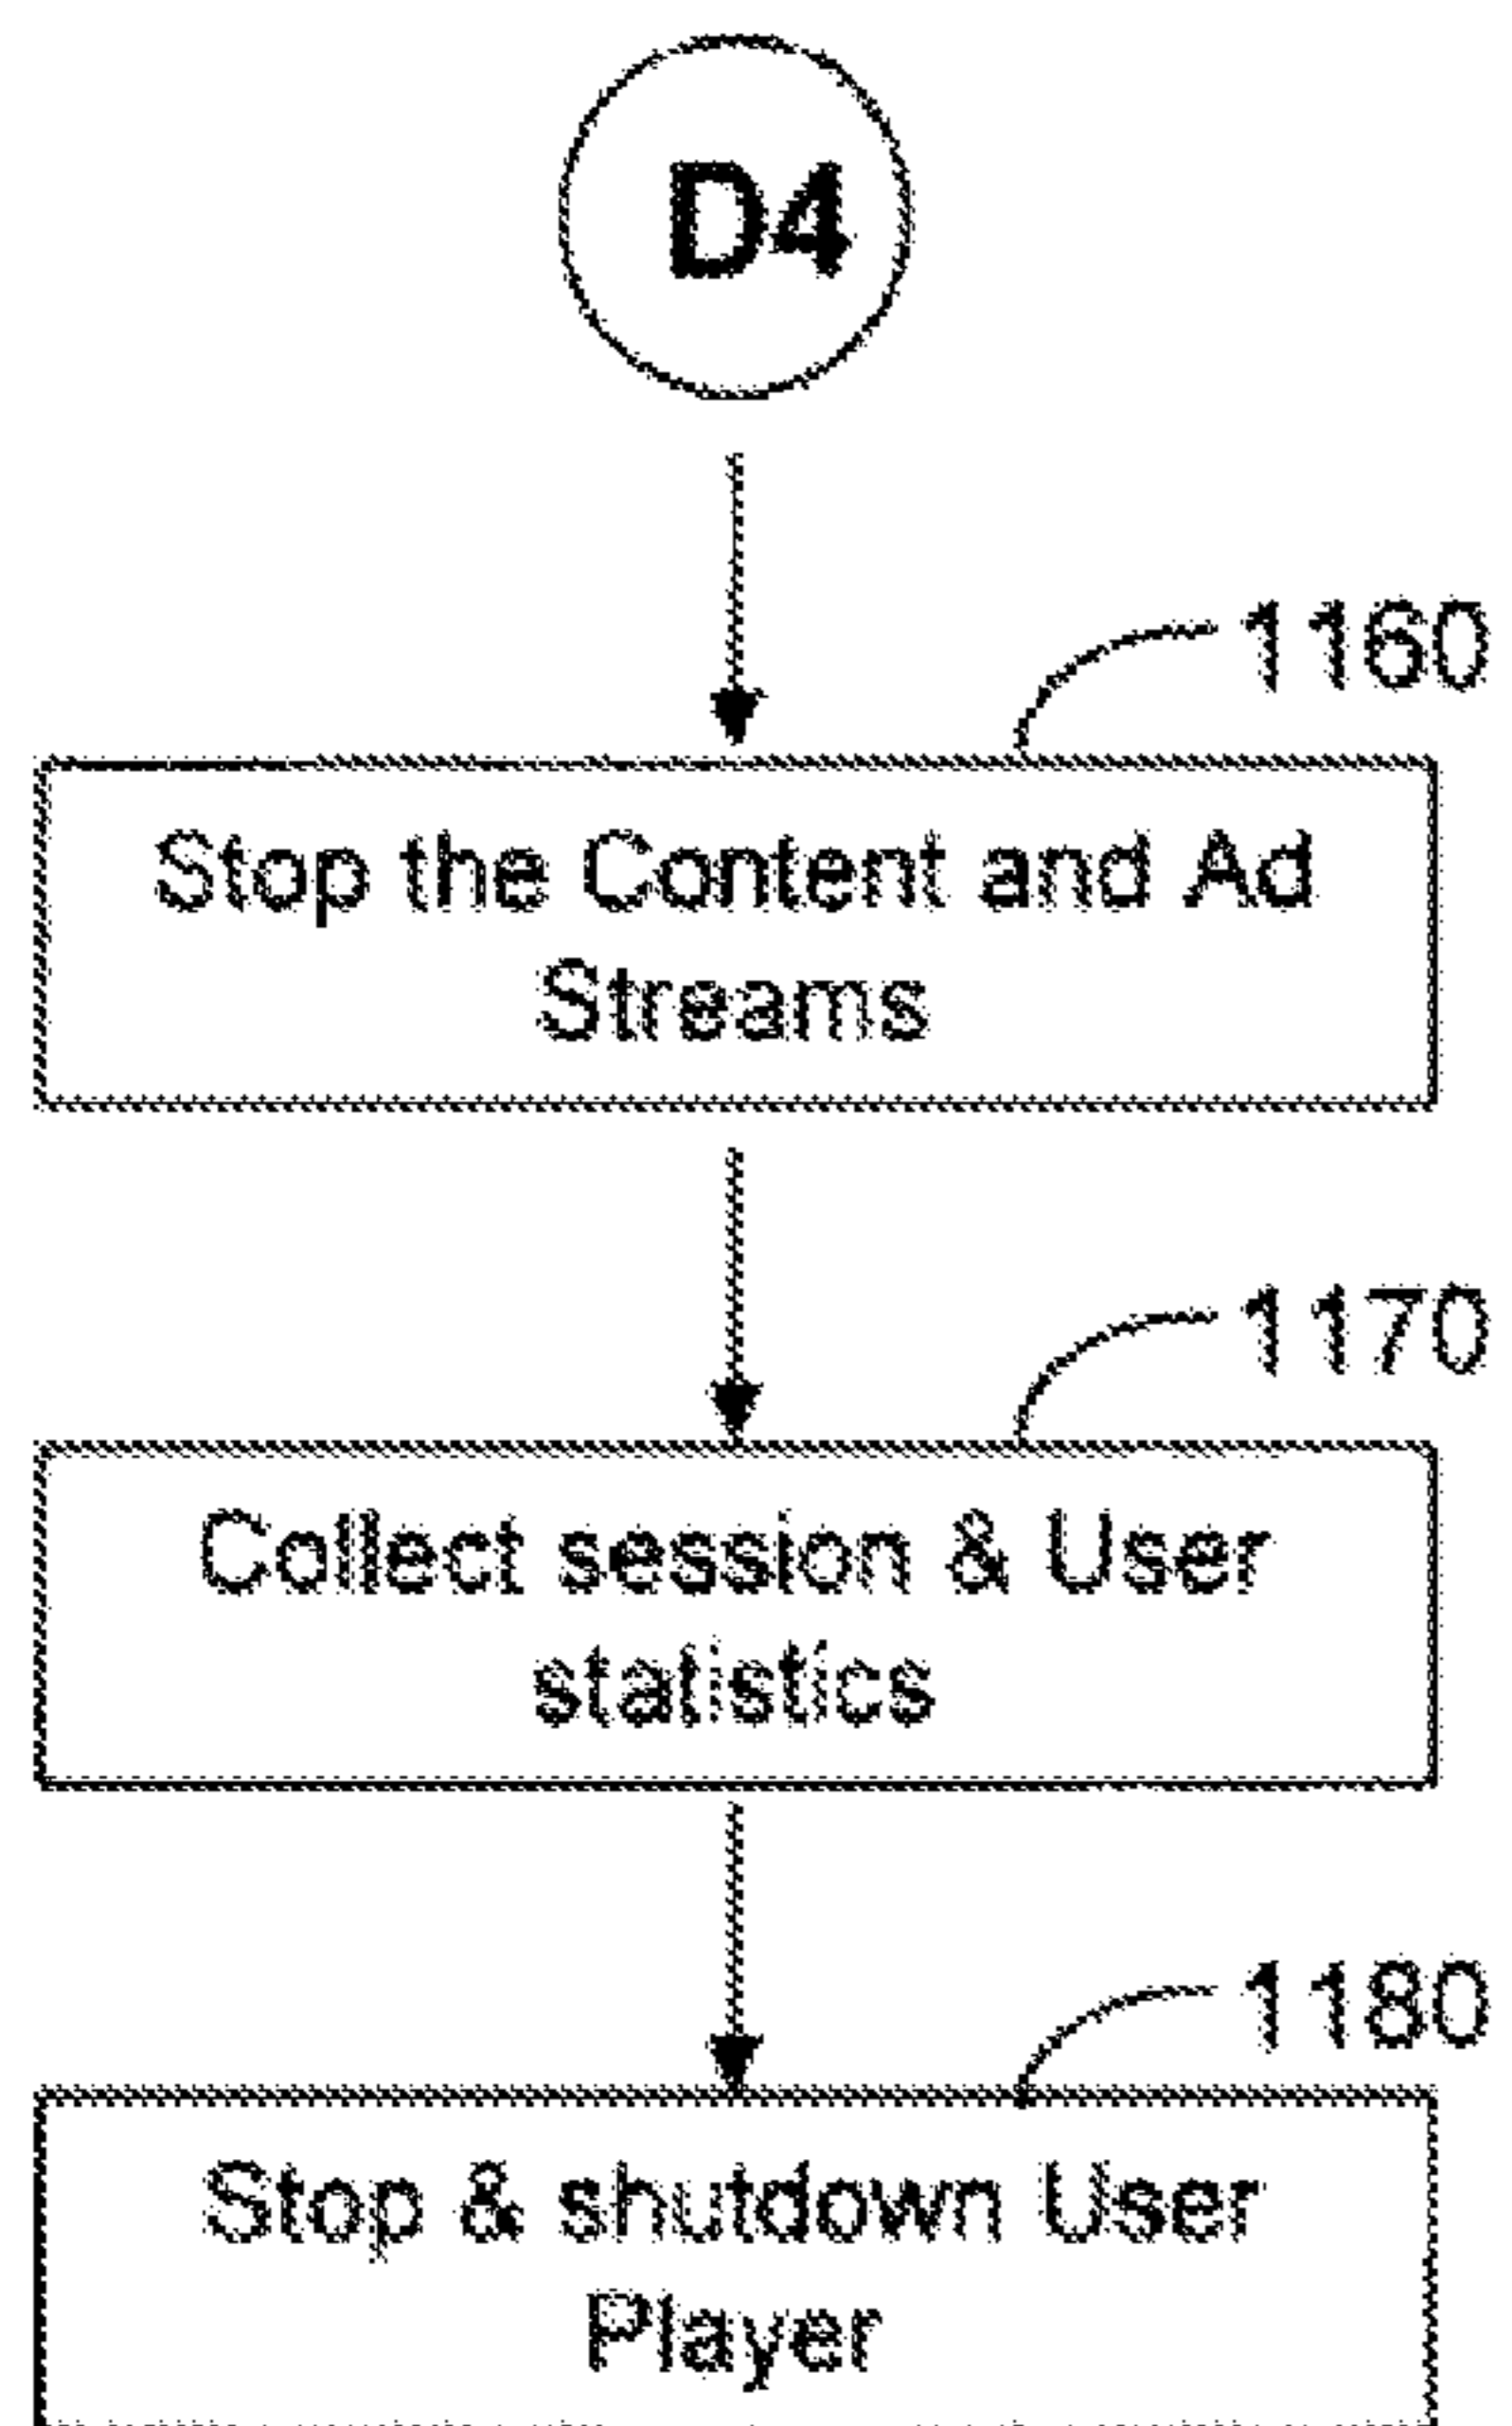 D4
1160
Stop the Content and Ad
Streams
1170
Collect session & User
statistics
1180
Stop & shutdown User
Player